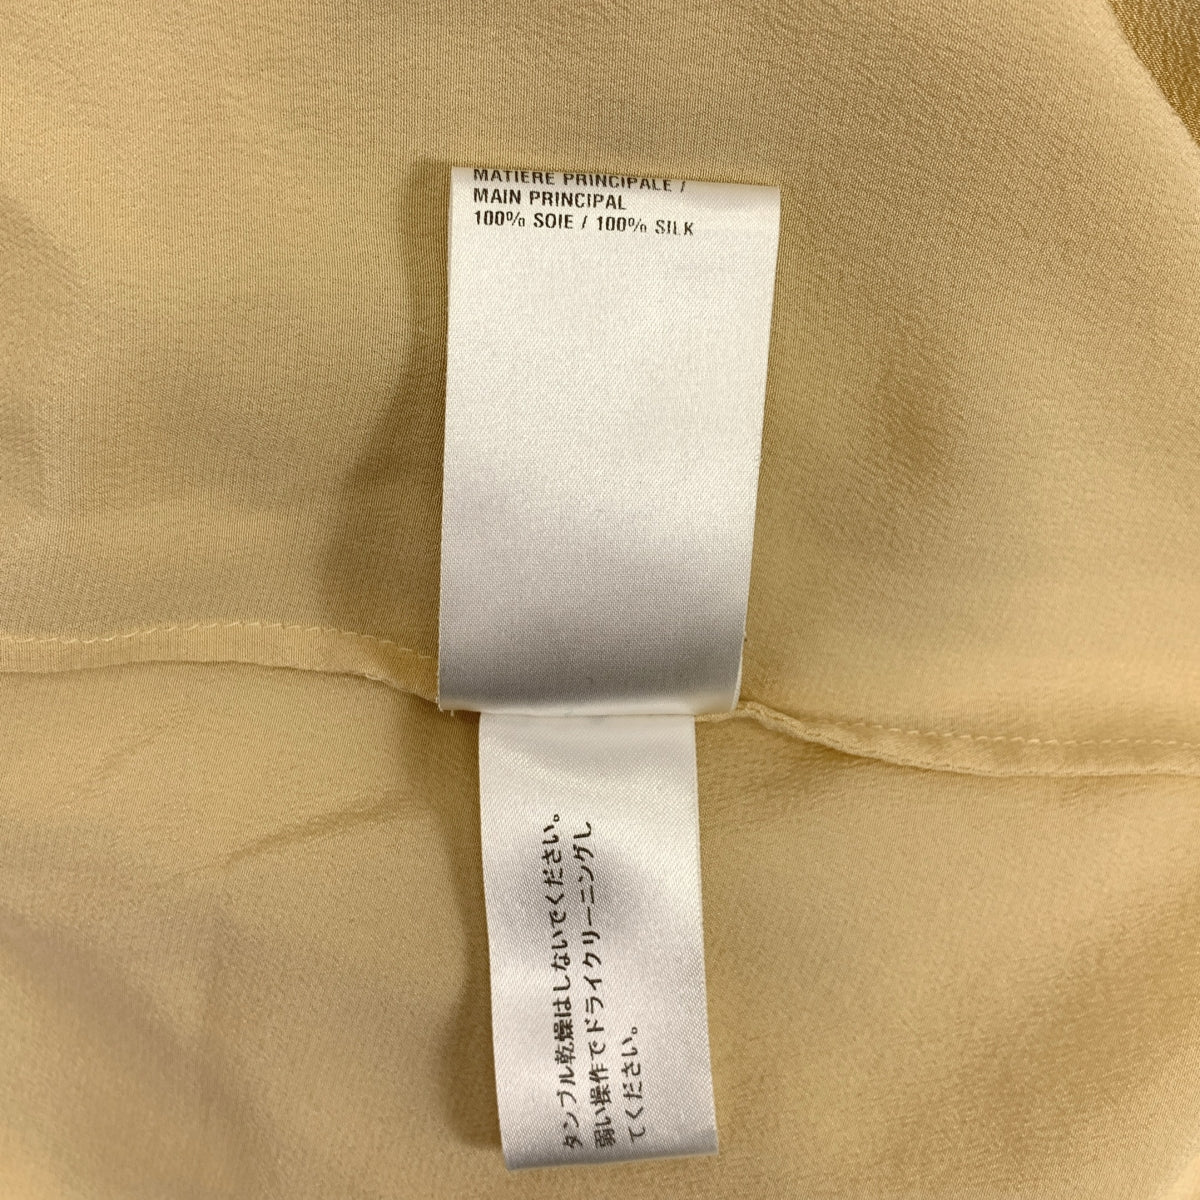 MATIERE PRINCIPALE /
MAIN PRINCIPAL
100% SOIE / 100% SILK
タンブル乾燥はしないでください。
弱い操作でドライクリーニングし
てください。